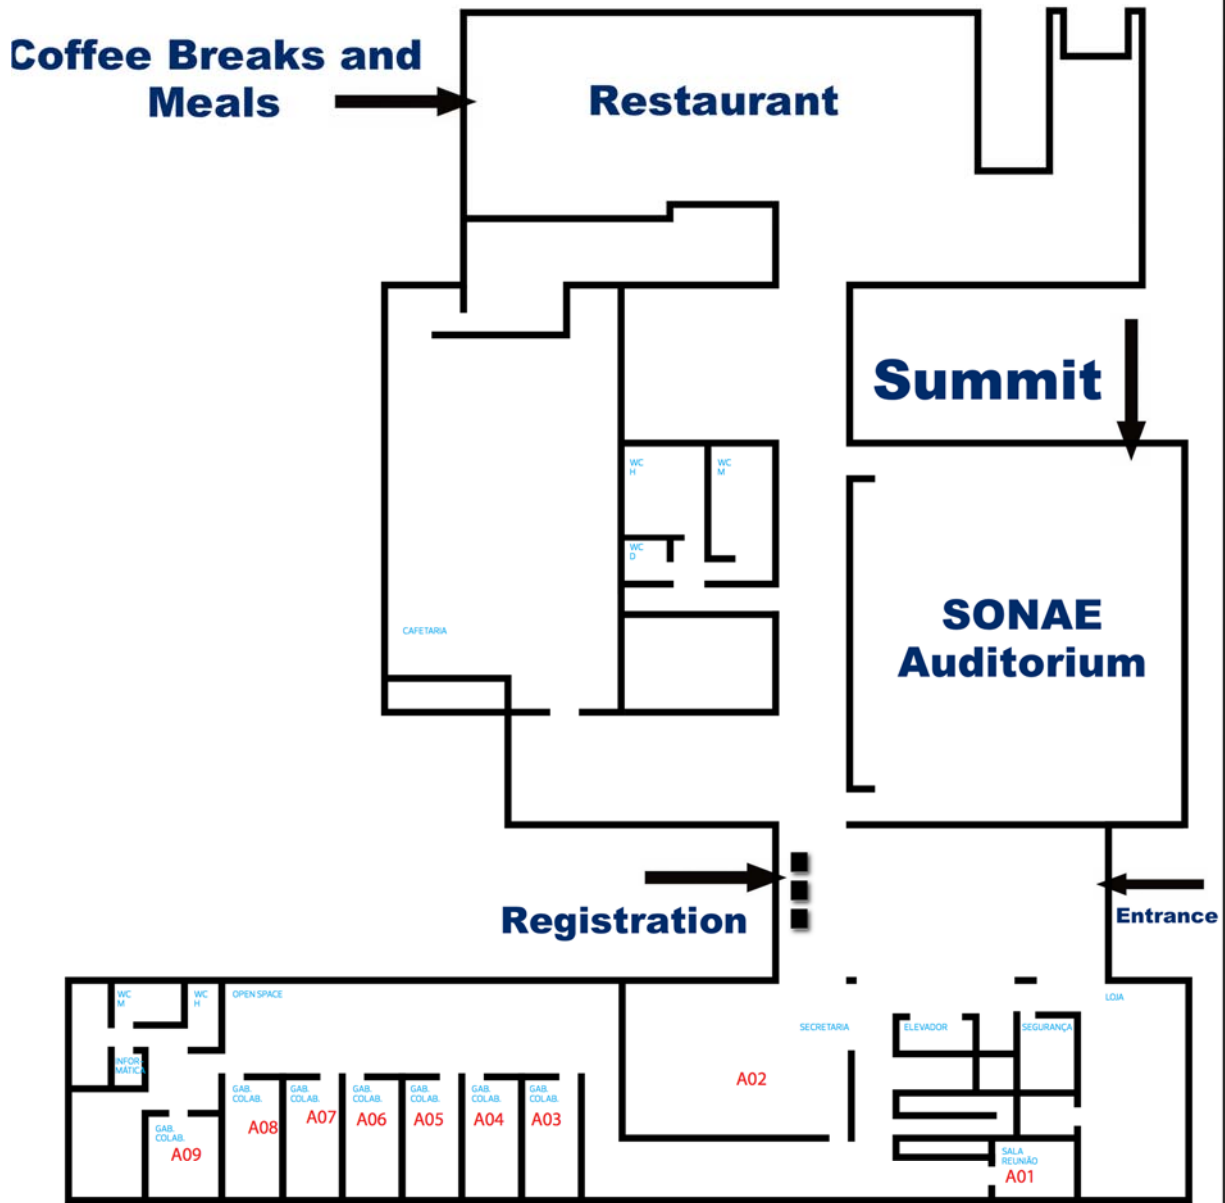 Coffee Breaks and
Meals
Restaurant
Summit
WC
H
WC
M
WC
D
CAFETARIA
SONAE
Auditorium
Registration
Entrance
WC
M
WC
H
OPEN SPACE
LOJA
SECRETARIA
ELEVADOR
SEGURANÇA
INFOR-
MÁTICA
GAB.
COLAB.
A08
GAB.
COLAB.
A07
GAB.
COLAB.
A06
GAB.
COLAB.
A05
GAB.
COLAB.
A04
GAB.
COLAB.
A03
A02
GAB.
COLAB.
A09
SALA
REUNIÃO
A01